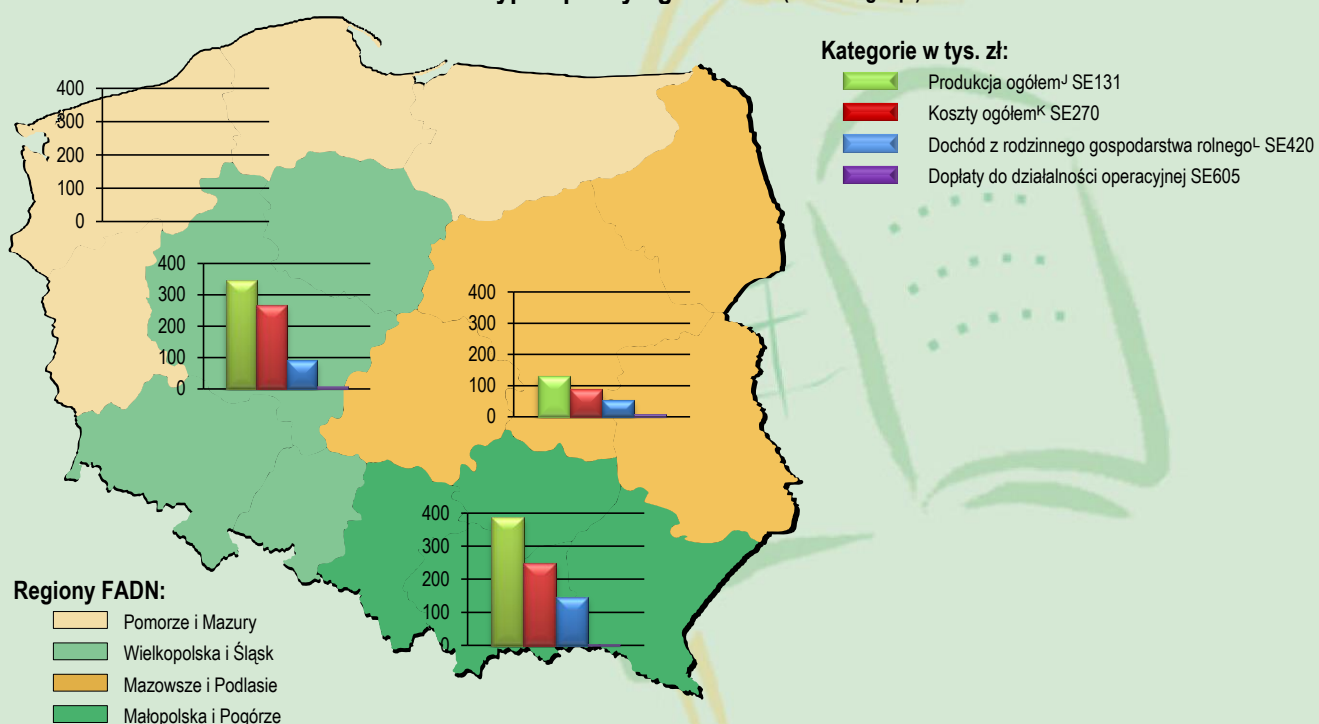 Kategorie w tys. zł:
Produkcja ogółemᴶ SE131
Koszty ogółemᴷ SE270
Dochód z rodzinnego gospodarstwa rolnegoᴸ SE420
Dopłaty do działalności operacyjnej SE605
400
300
200
100
0
400
300
200
100
0
400
300
200
100
0
400
300
200
100
0
Regiony FADN:
Pomorze i Mazury
Wielkopolska i Śląsk
Mazowsze i Podlasie
Małopolska i Pogórze